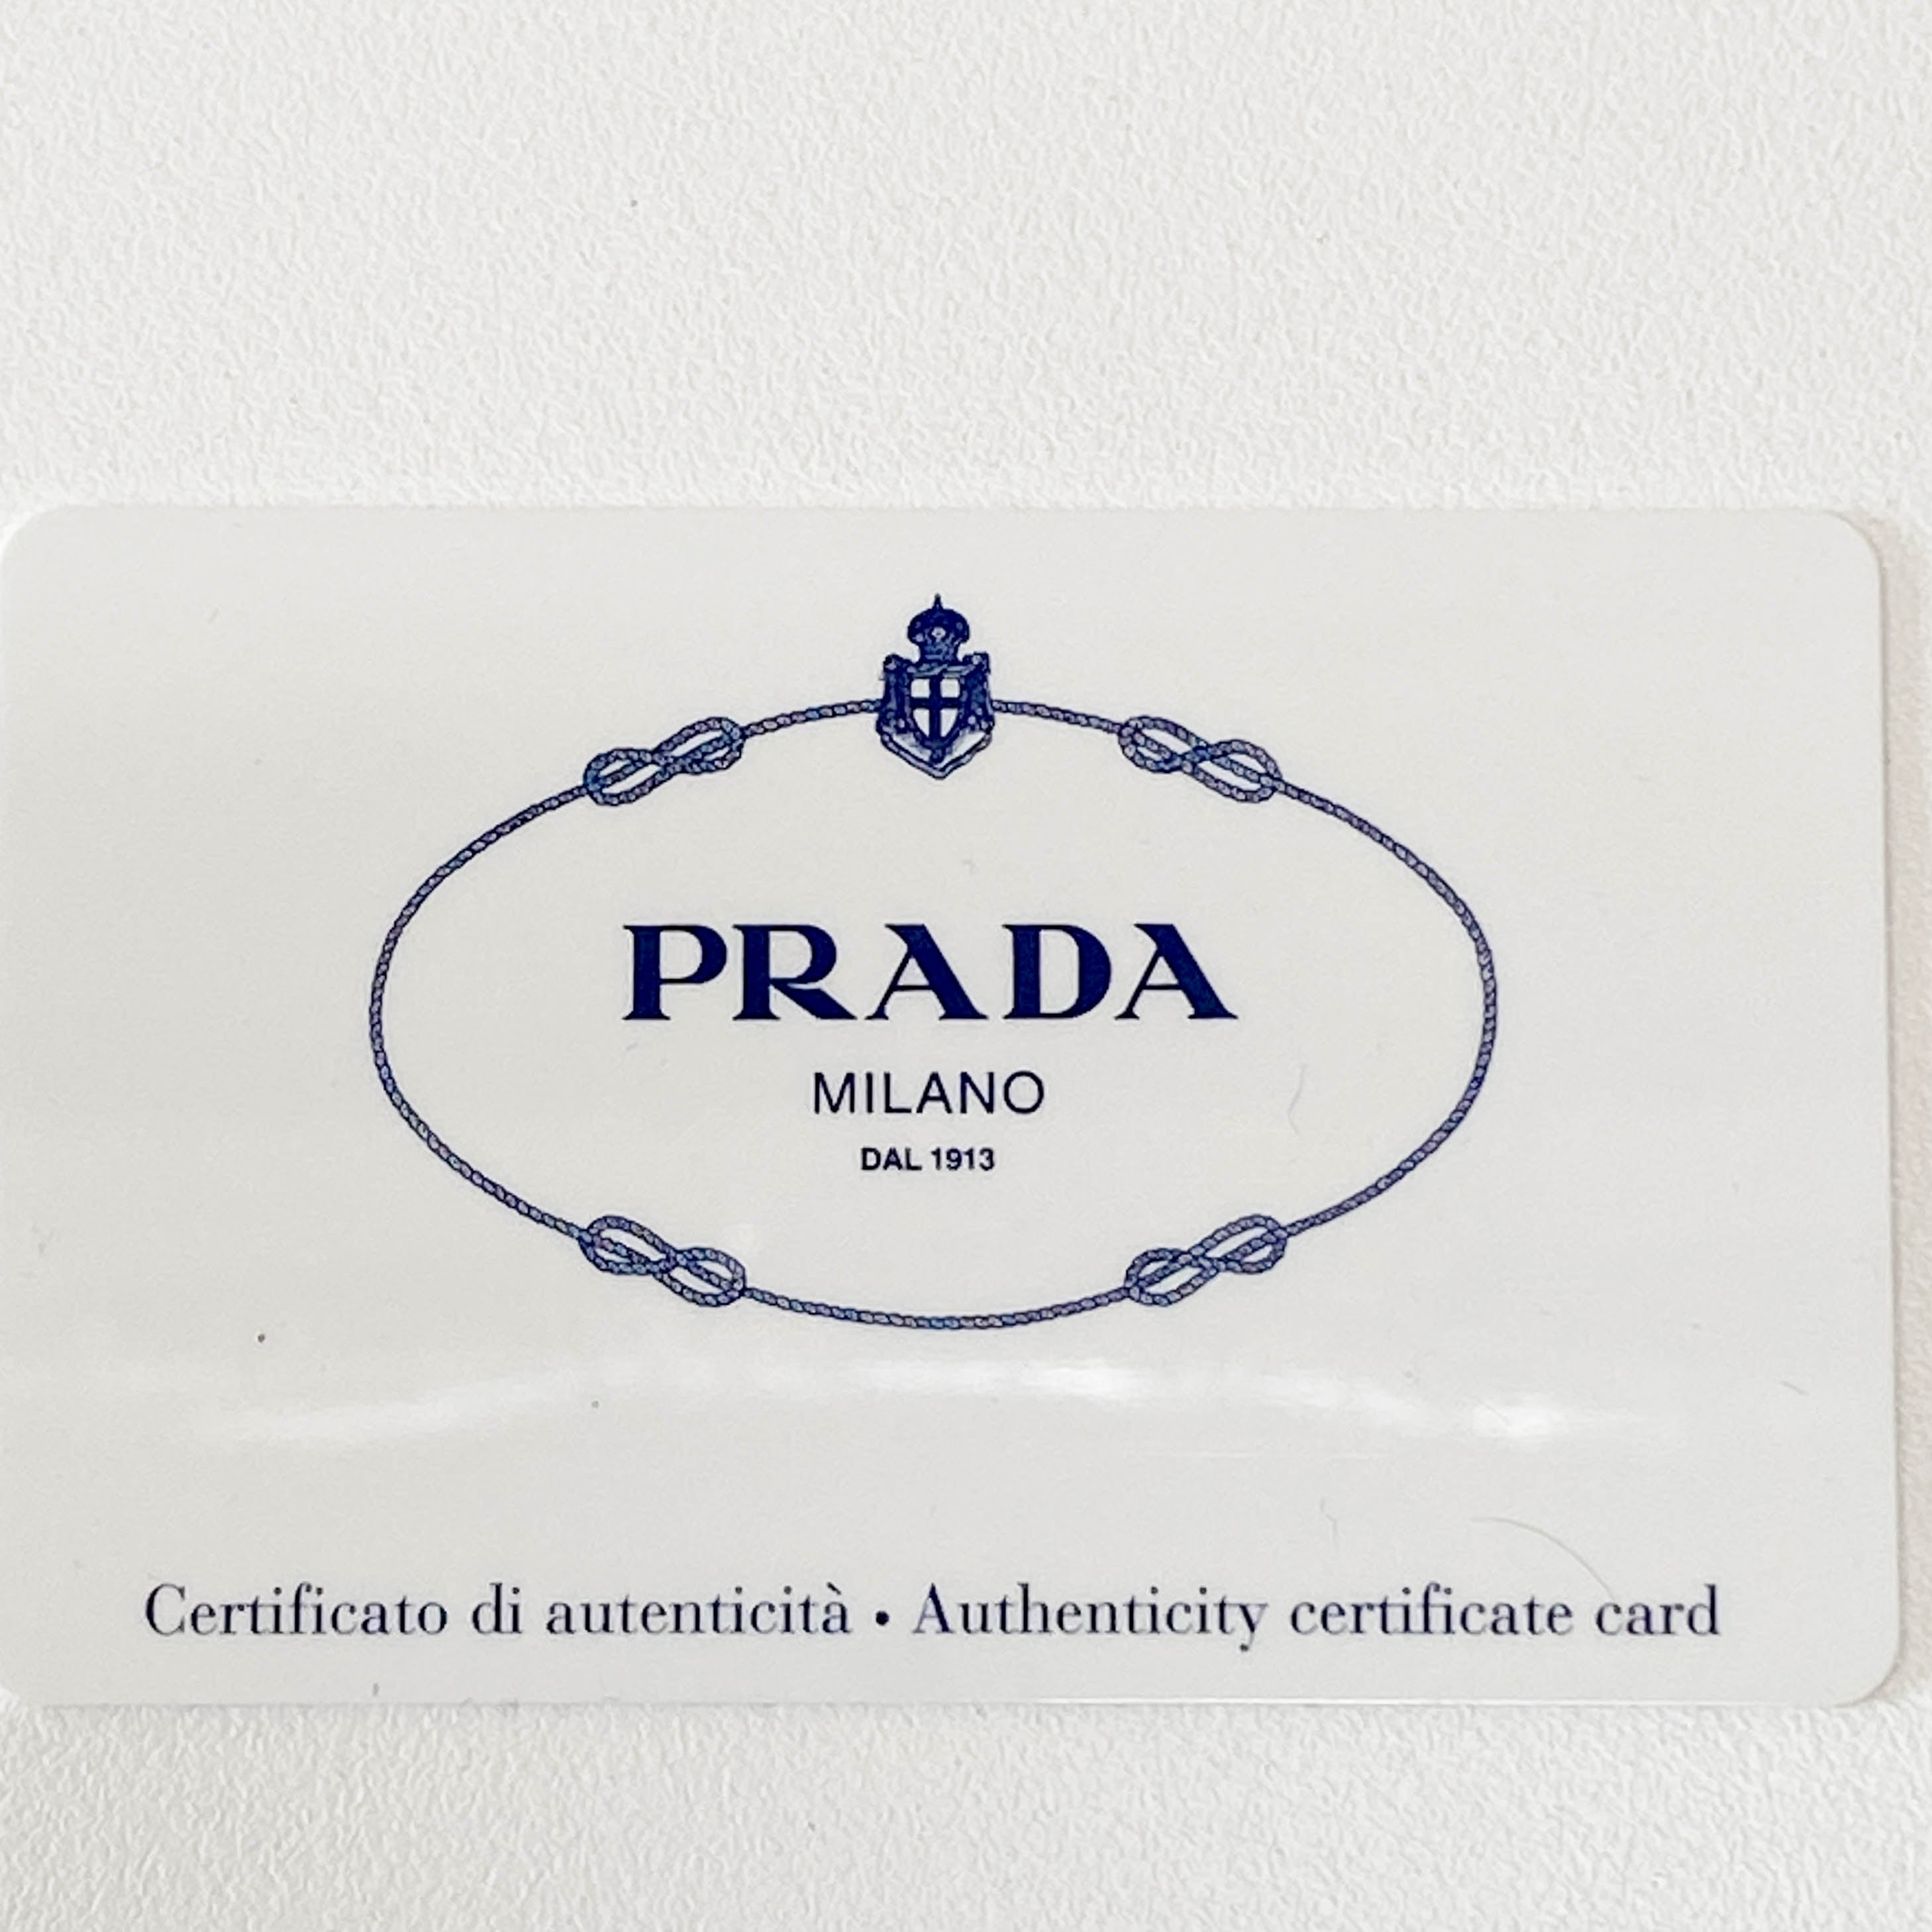 PRADA
MILANO
DAL 1913
Certificato di autenticità • Authenticity certificate card